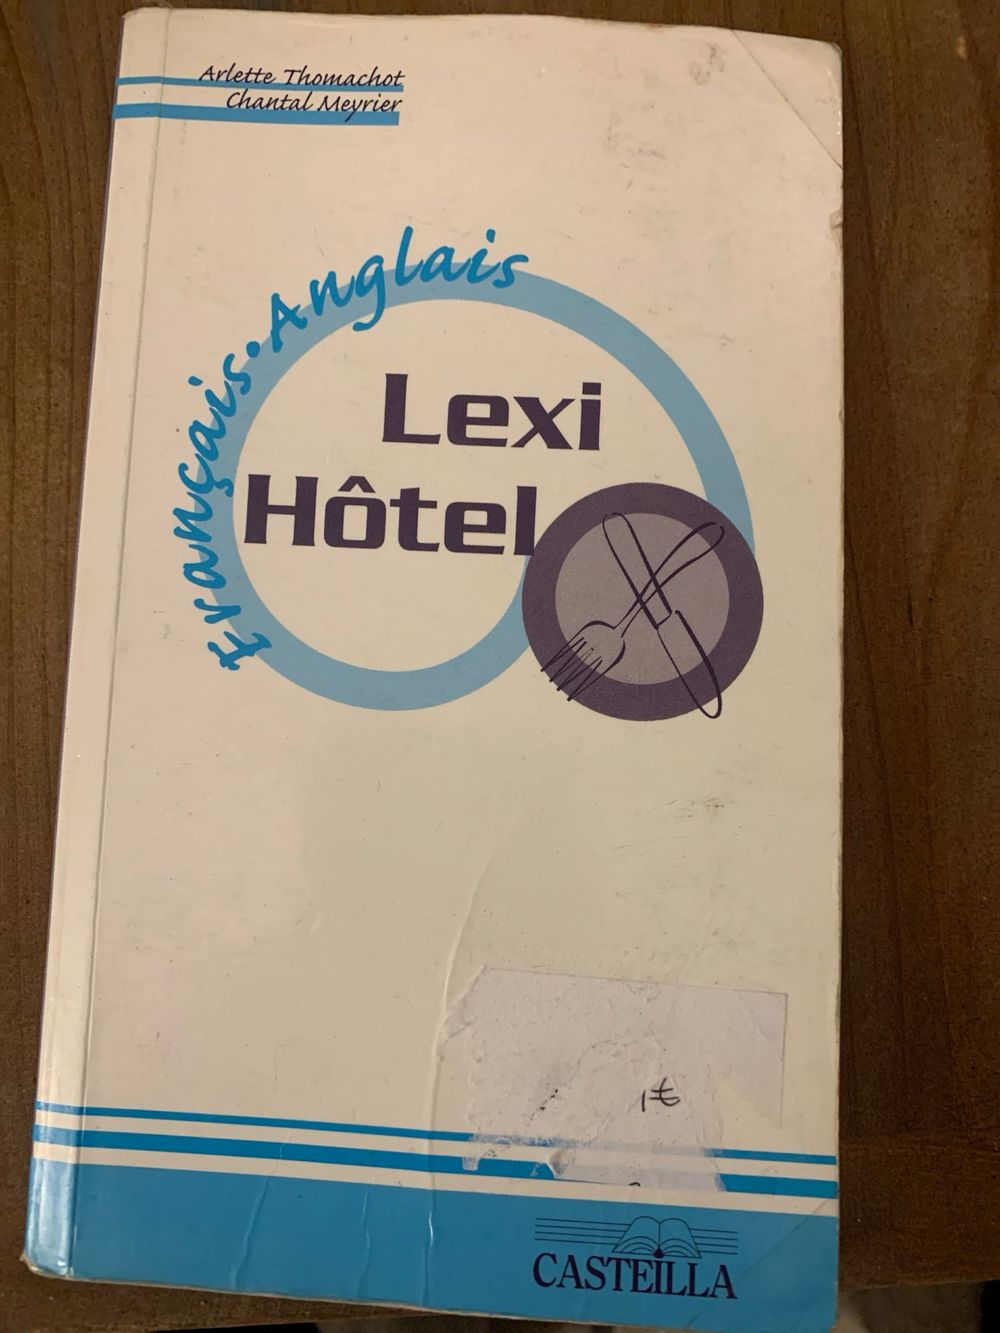 Arlette Thomachot
Chantal Meyrier
Français • Anglais
Lexi
Hôtel
1€
CASTEILLA